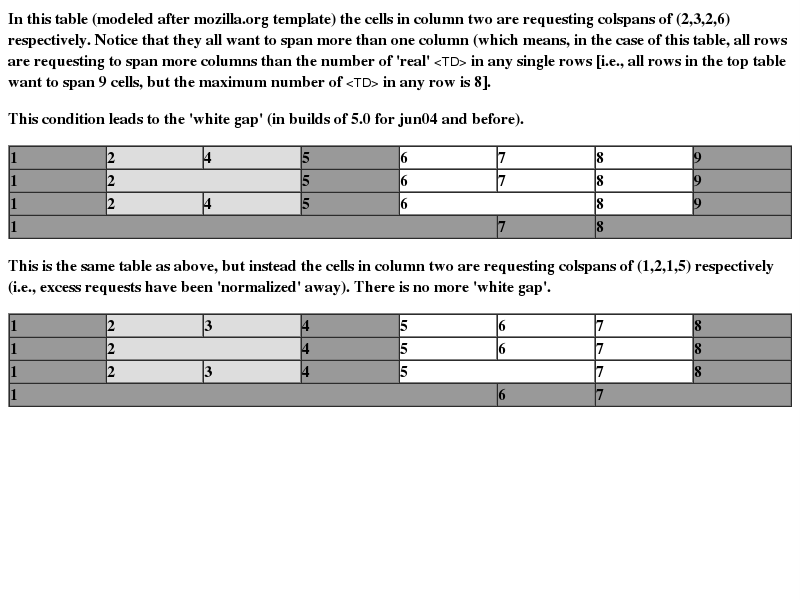 In this table (modeled after mozilla.org template) the cells in column two are requesting colspans of (2,3,2,6)
respectively. Notice that they all want to span more than one column (which means, in the case of this table, all rows
are requesting to span more columns than the number of 'real' <TD> in any single rows [i.e., all rows in the top table
want to span 9 cells, but the maximum number of <TD> in any row is 8].
This condition leads to the 'white gap' (in builds of 5.0 for jun04 and before).
1 2 4 5 6 7 8 9
1 2 5 6 7 8 9
1 2 4 5 6 8 9
1 7 8
This is the same table as above, but instead the cells in column two are requesting colspans of (1,2,1,5) respectively
(i.e., excess requests have been 'normalized' away). There is no more 'white gap'.
1 2 3 4 5 6 7 8
1 2 4 5 6 7 8
1 2 3 4 5 7 8
1 6 7